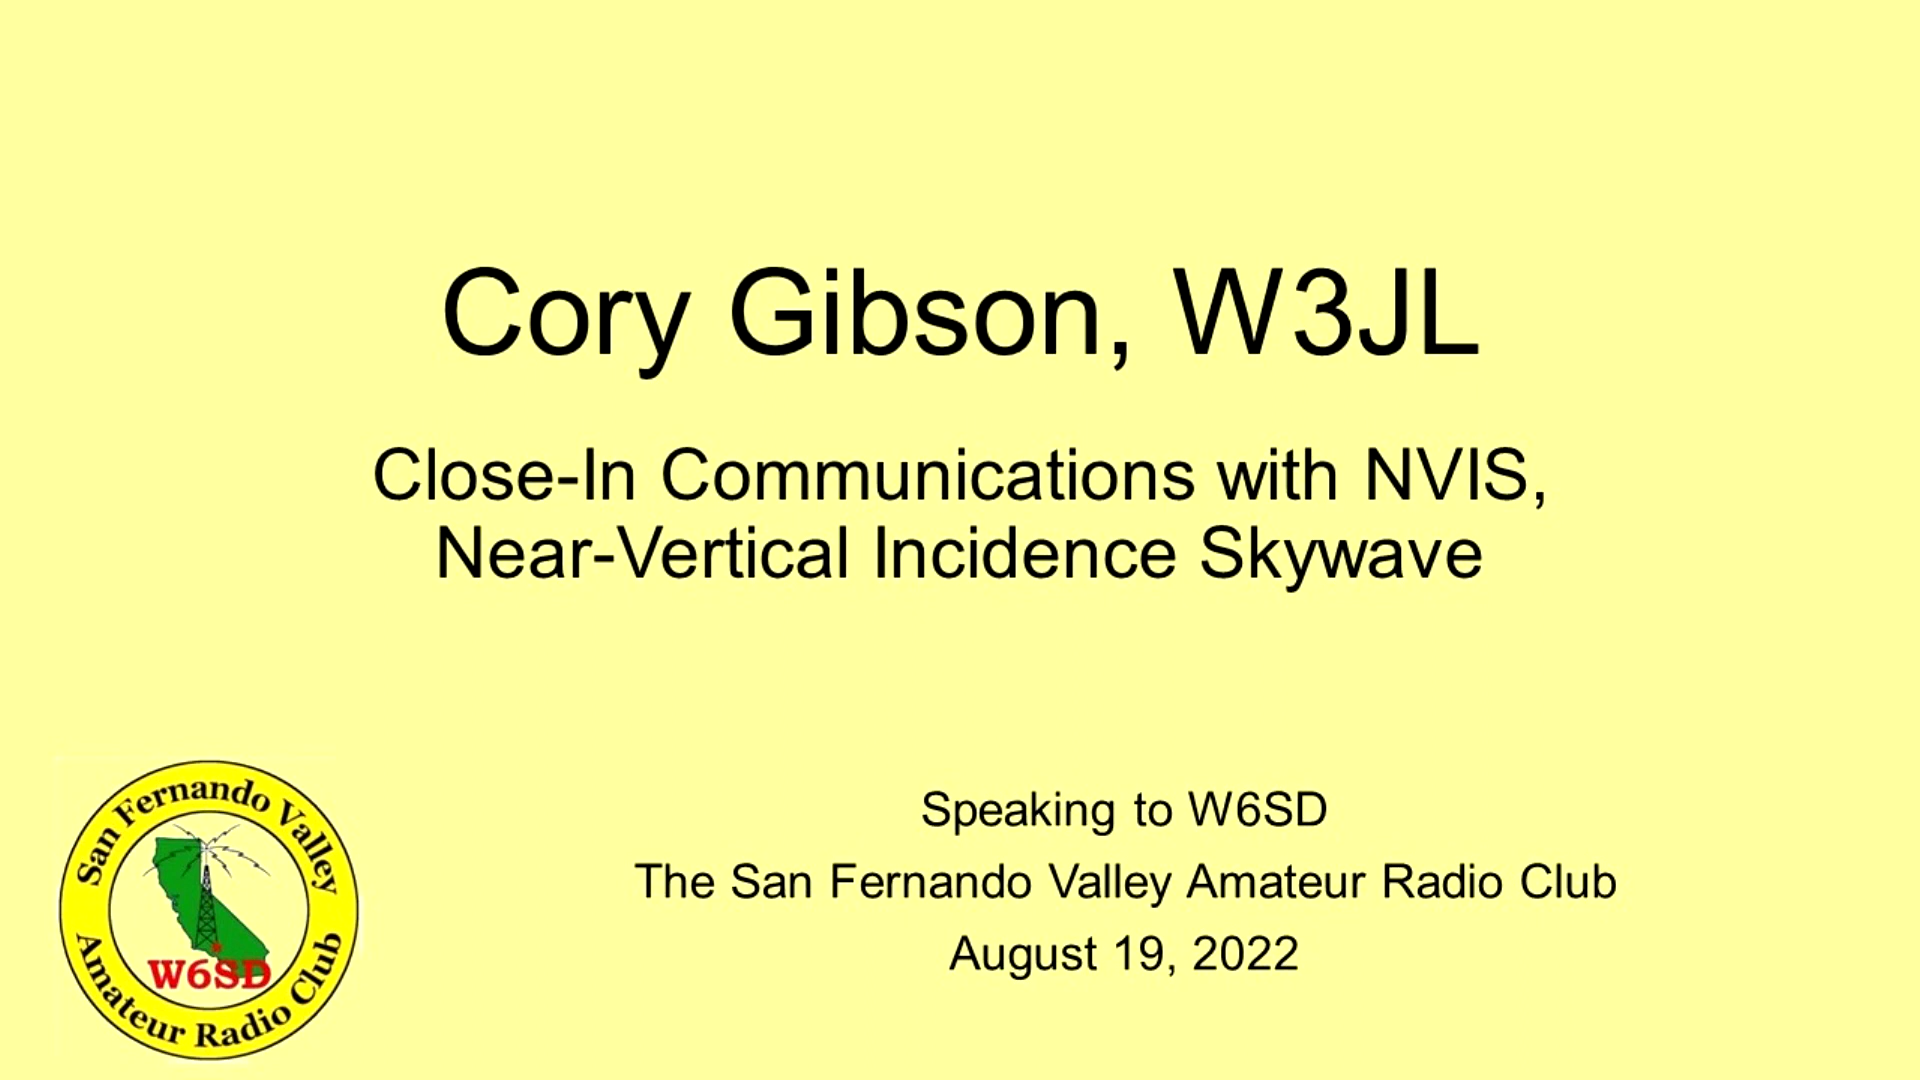 Cory Gibson, W3JL
Close-In Communications with NVIS,
Near-Vertical Incidence Skywave
Speaking to W6SD
The San Fernando Valley Amateur Radio Club
August 19, 2022
San Fernando Valley
W6SD
Amateur Radio Club